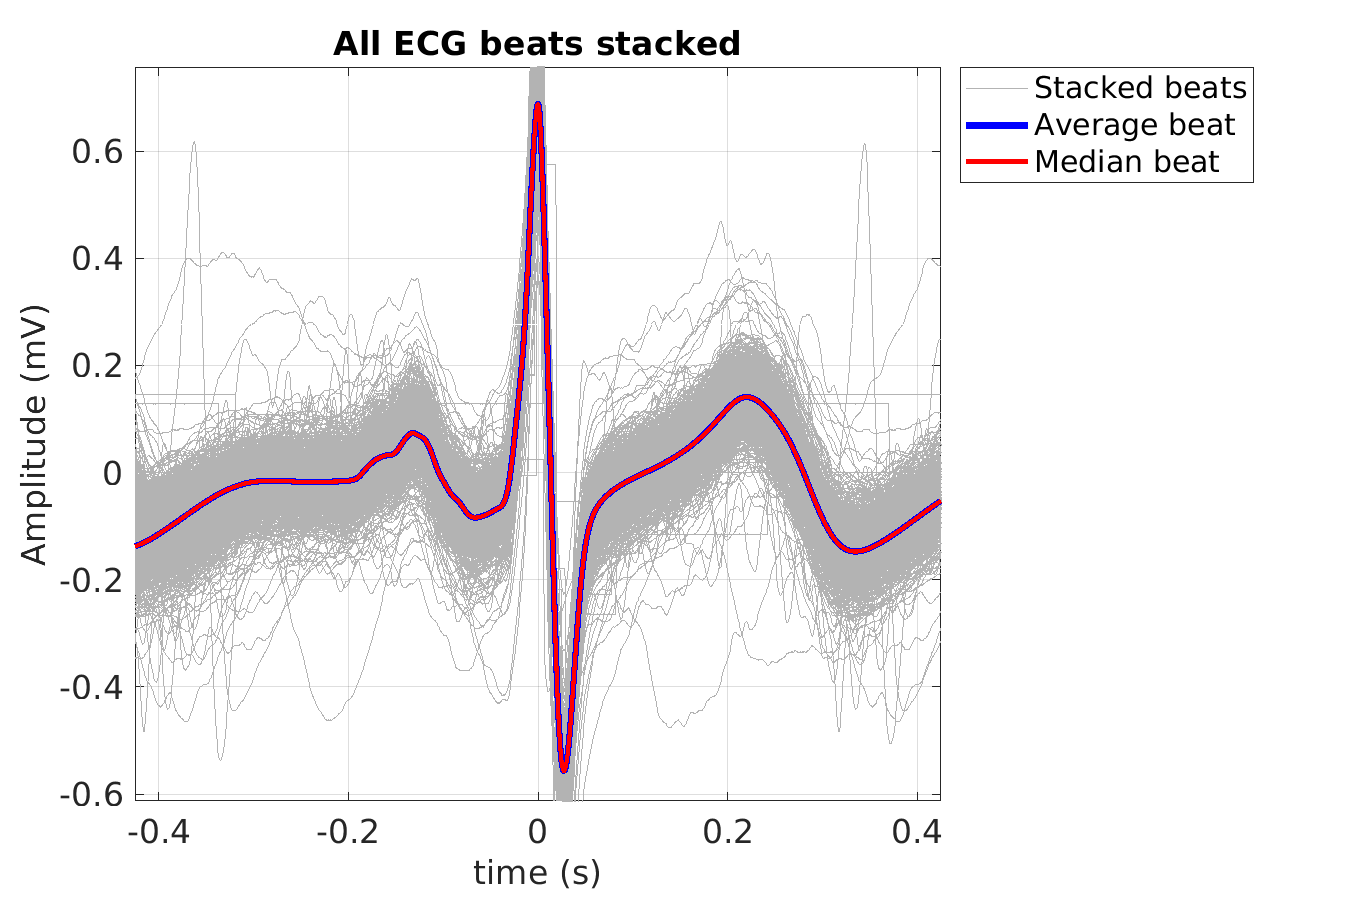 All ECG beats stacked
Stacked beats
Average beat
Median beat
0.6
0.4
0.2
0
-0.2
-0.4
-0.6
Amplitude (mV)
-0.4 -0.2 0 0.2 0.4
time (s)